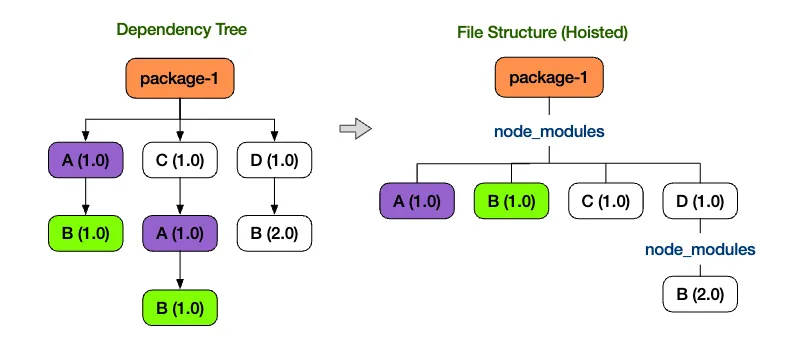 Dependency Tree
package-1
A (1.0)
C (1.0)
D (1.0)
B (1.0)
A (1.0)
B (2.0)
B (1.0)
File Structure (Hoisted)
package-1
node_modules
A (1.0)
B (1.0)
C (1.0)
D (1.0)
node_modules
B (2.0)